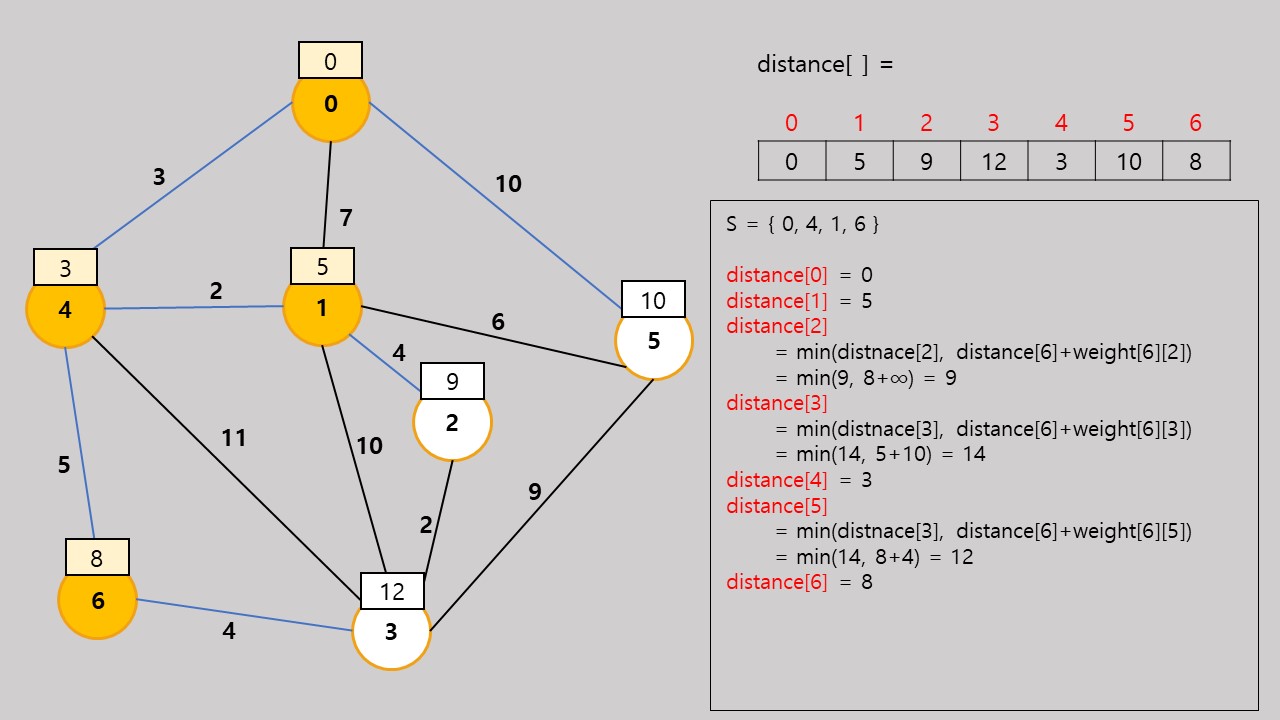 0
0
3
10
7
3
4
2
5
1
6
10
5
4
9
2
11
10
5
9
2
8
6
4
12
3
distance[ ] =
0 1 2 3 4 5 6
0 5 9 12 3 10 8
S = { 0, 4, 1, 6 }
distance[0] = 0
distance[1] = 5
distance[2]
= min(distnace[2], distance[6]+weight[6][2])
= min(9, 8+∞) = 9
distance[3]
= min(distnace[3], distance[6]+weight[6][3])
= min(14, 5+10) = 14
distance[4] = 3
distance[5]
= min(distnace[3], distance[6]+weight[6][5])
= min(14, 8+4) = 12
distance[6] = 8